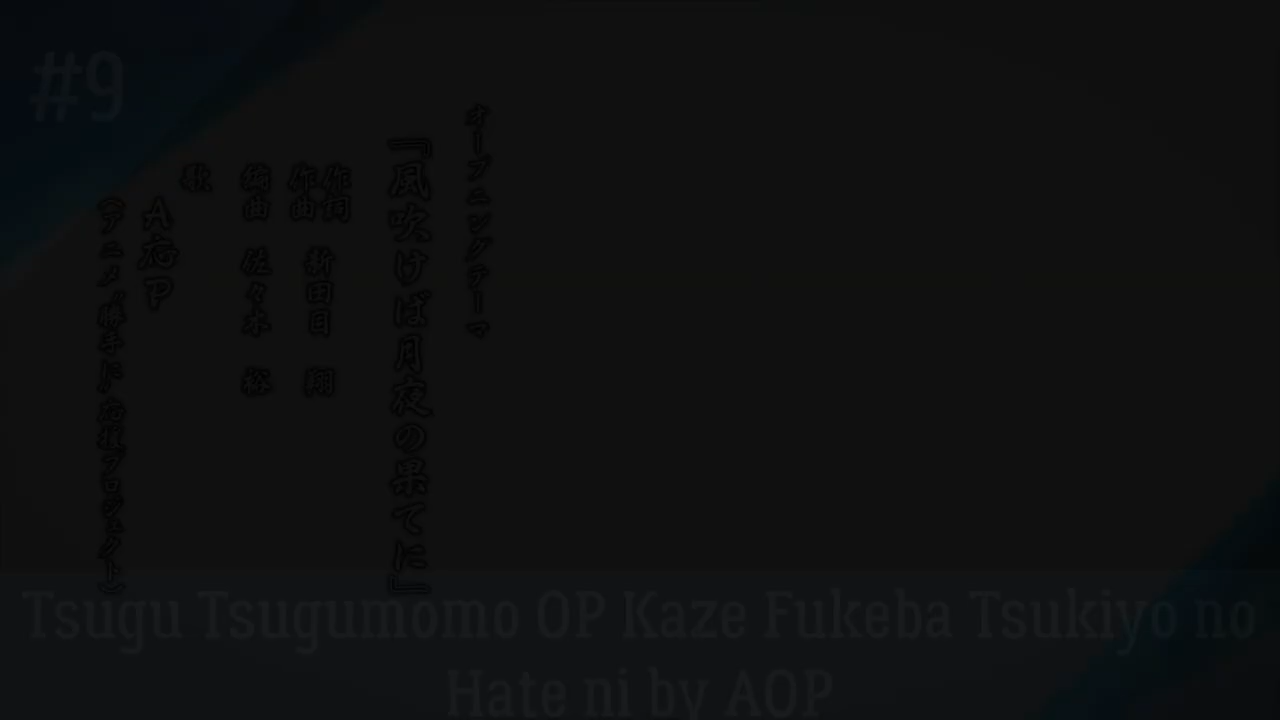 #9
オープニングテーマ
『風吹けば月夜の果てに』
作詞
作曲
新田目 翔
編曲 佐々木 裕
歌
A応P
(アニメ“勝手に”応援プロジェクト)
Tsugu Tsugumomo OP Kaze Fukeba Tsukiyo no
Hate ni by AOP